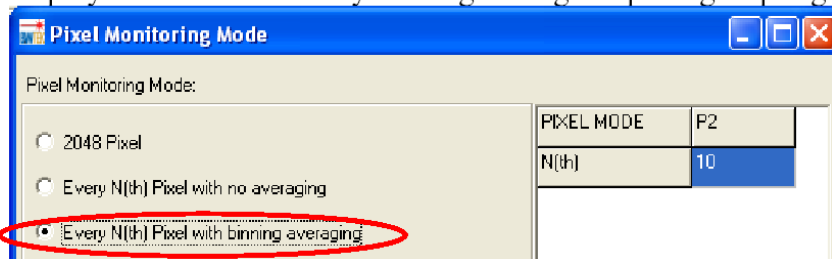 Pixel Monitoring Mode
Pixel Monitoring Mode:
2048 Pixel
Every N(th) Pixel with no averaging
Every N(th) Pixel with binning averaging
PIXEL MODE P2
N(th) 10